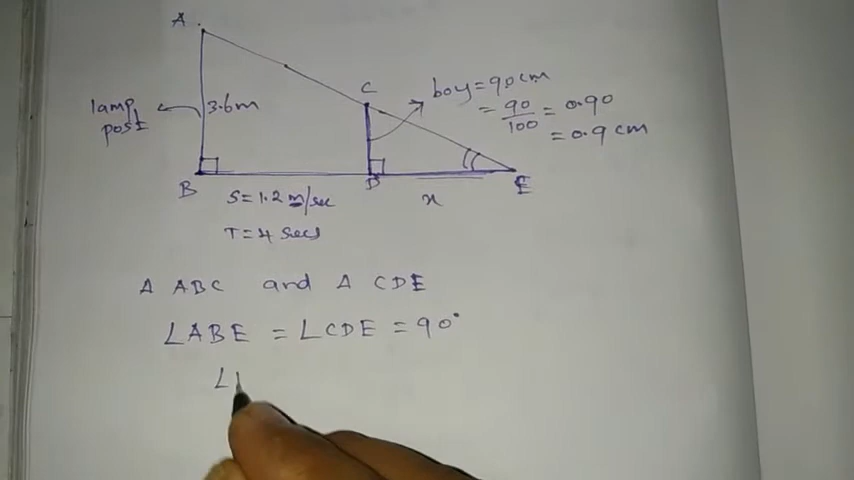 A.
C
boy = 90cm
= 90/100 = 0.90
= 0.9 cm
lamp
post
3.6m
B
D
E
S = 1.2 m/sec
x
T = 4 secs
Δ ABC and Δ CDE
∠ABE = ∠CDE = 90°
∠